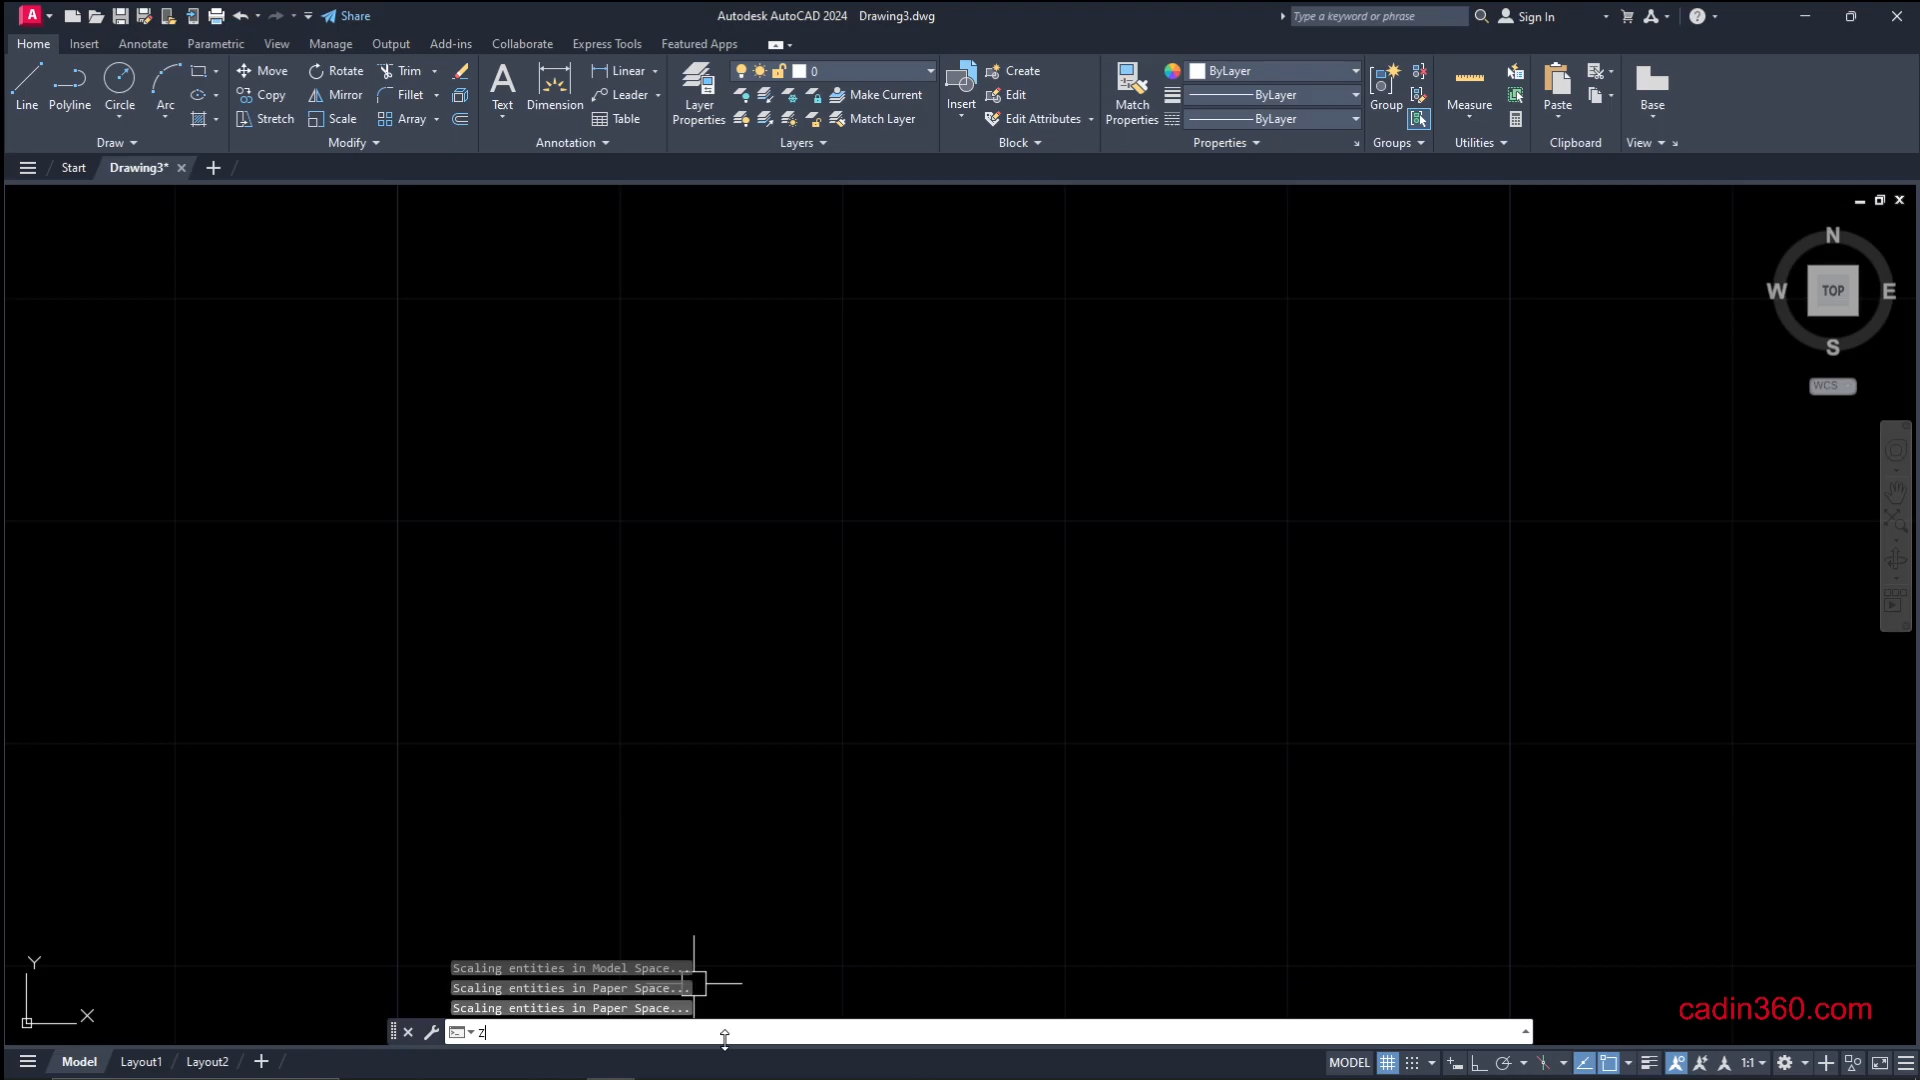 A Share Autodesk AutoCAD 2024 Drawing3.dwg Type a keyword or phrase Sign In
Home Insert Annotate Parametric View Manage Output Add-ins Collaborate Express Tools Featured Apps
Line Polyline Circle Arc
Move Rotate Trim
Copy Mirror Fillet
Stretch Scale Array
Text Dimension
Linear
Leader
Table
Layer Properties
0
Make Current
Match Layer
Insert
Create
Edit
Edit Attributes
Match Properties
ByLayer
ByLayer
ByLayer
Group
Measure
Paste
Base
Draw Modify Annotation Layers Block Properties Groups Utilities Clipboard View
Start Drawing3* 
N
W TOP E
S
WCS
Y
X
Scaling entities in Model Space...
Scaling entities in Paper Space...
Scaling entities in Paper Space...
cadin360.com
Z
Model Layout1 Layout2 MODEL 1:1